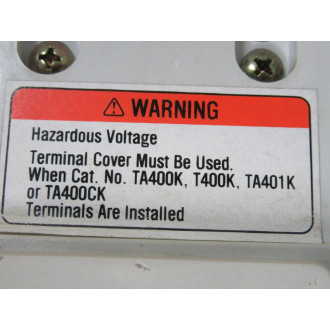 WARNING
Hazardous Voltage
Terminal Cover Must Be Used.
When Cat. No. TA400K, T400K, TA401K
or TA400CK
Terminals Are Installed